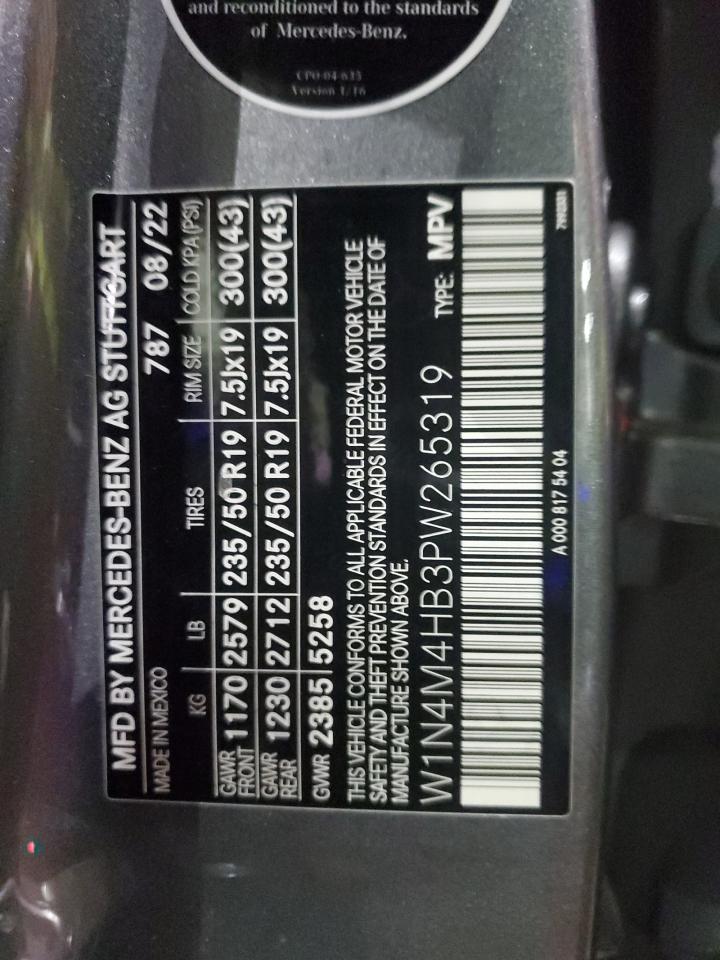 and reconditioned to the standards
of Mercedes-Benz.
CPO-04-635
Version 1/16
MFD BY MERCEDES-BENZ AG STUTTGART
MADE IN MEXICO 787 08/22
KG LB TIRES RIM SIZE COLD KPA (PSI)
GAWR FRONT 1170 2579 235/50 R19 7.5Jx19 300(43)
GAWR REAR 1230 2712 235/50 R19 7.5Jx19 300(43)
GVWR 2385 5258
THIS VEHICLE CONFORMS TO ALL APPLICABLE FEDERAL MOTOR VEHICLE
SAFETY AND THEFT PREVENTION STANDARDS IN EFFECT ON THE DATE OF
MANUFACTURE SHOWN ABOVE.
W1N4M4HB3PW265319 TYPE: MPV
A 000 817 54 04